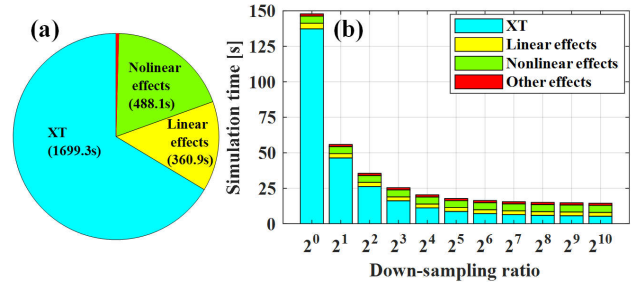 (a)
Nolinear
effects
(488.1s)
XT
(1699.3s)
Linear
effects
(360.9s)
(b)
XT
Linear effects
Nonlinear effects
Other effects
Simulation time [s]
150
125
100
75
50
25
0
2^0 2^1 2^2 2^3 2^4 2^5 2^6 2^7 2^8 2^9 2^10
Down-sampling ratio